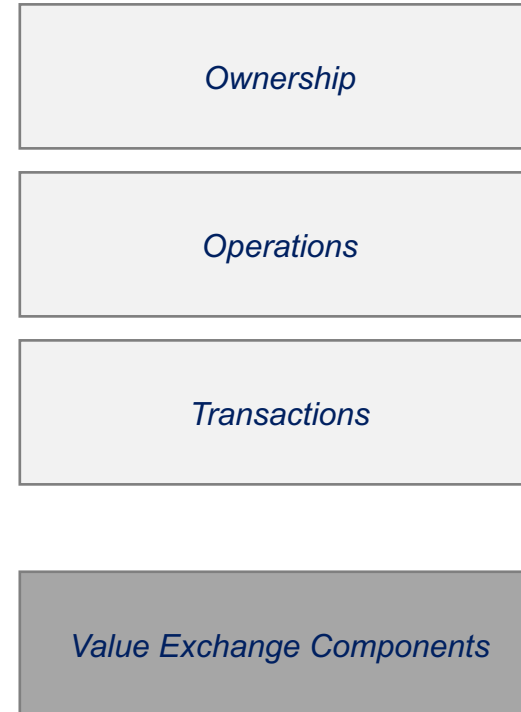 Ownership
Operations
Transactions
Value Exchange Components